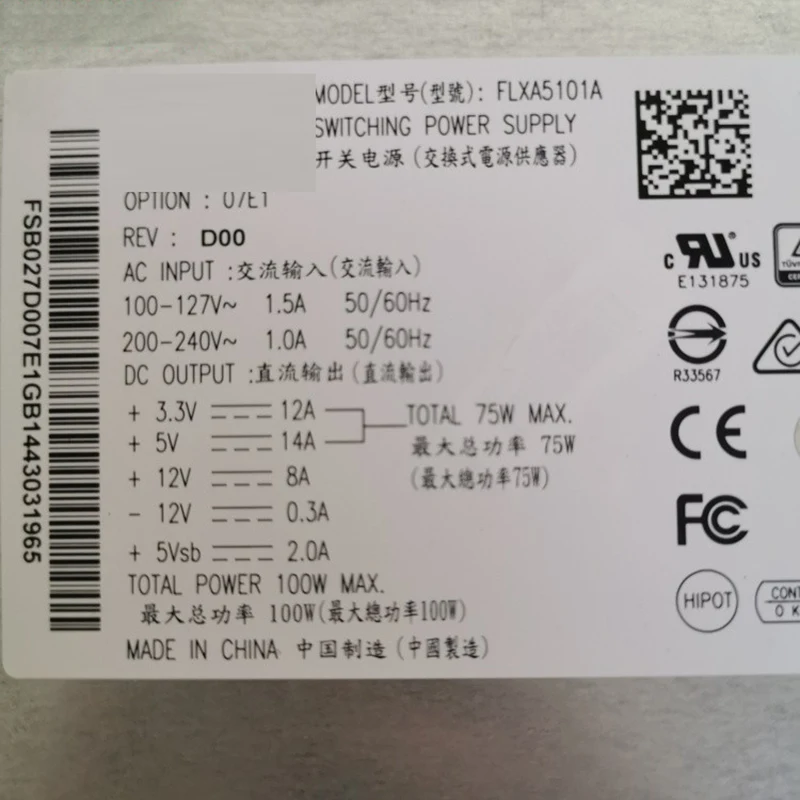 MODEL型号(型號): FLXA5101A
SWITCHING POWER SUPPLY
开关电源 (交換式電源供應器)
OPTION : 07E1
REV : D00
AC INPUT :交流输入(交流輸入)
100-127V~ 1.5A 50/60Hz
200-240V~ 1.0A 50/60Hz
DC OUTPUT :直流输出(直流輸出)
+ 3.3V 12A TOTAL 75W MAX.
+ 5V 14A 最大总功率 75W
+ 12V 8A (最大總功率75W)
- 12V 0.3A
+ 5Vsb 2.0A
TOTAL POWER 100W MAX.
最大总功率 100W(最大總功率100W)
MADE IN CHINA 中国制造 (中國製造)
FSB027D007E1GB1443031965
c RU US
E131875
R33567
CE
FC
HIPOT
TÜV